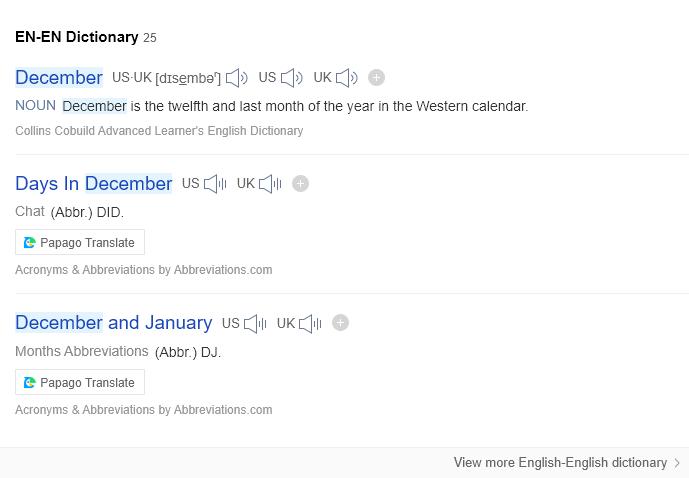 EN-EN Dictionary 25
December US·UK [dɪsembəʳ] US UK
NOUN December is the twelfth and last month of the year in the Western calendar.
Collins Cobuild Advanced Learner's English Dictionary
Days In December US UK
Chat (Abbr.) DID.
Papago Translate
Acronyms & Abbreviations by Abbreviations.com
December and January US UK
Months Abbreviations (Abbr.) DJ.
Papago Translate
Acronyms & Abbreviations by Abbreviations.com
View more English-English dictionary